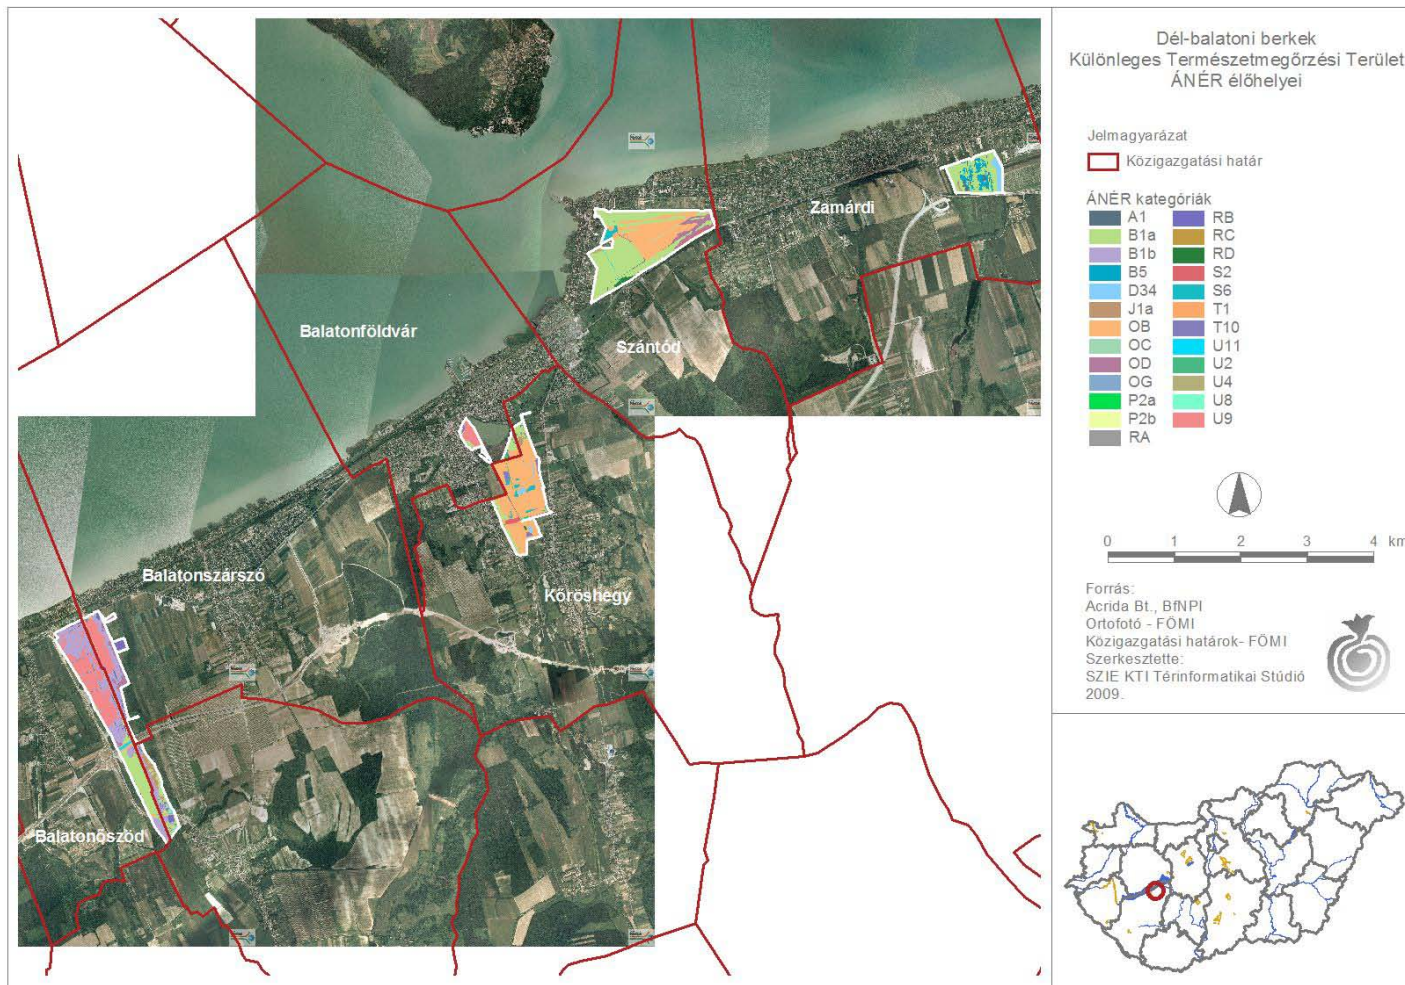 Dél-balatoni berkek
Különleges Természetmegőrzési Terület
ÁNÉR élőhelyei
Jelmagyarázat
Közigazgatási határ
ÁNÉR kategóriák
A1
B1a
B1b
B5
D34
J1a
OB
OC
OD
OG
P2a
P2b
RA
RB
RC
RD
S2
S6
T1
T10
U11
U2
U4
U8
U9
0 1 2 3 4 km
Forrás:
Acrida Bt., BfNPI
Ortofotó - FÖMI
Közigazgatási határok- FÖMI
Szerkesztette:
SZIE KTI Térinformatikai Stúdió
2009.
Zamárdi
Balatonföldvár
Szántód
Balatonszárszó
Kőröshegy
Balatonőszöd